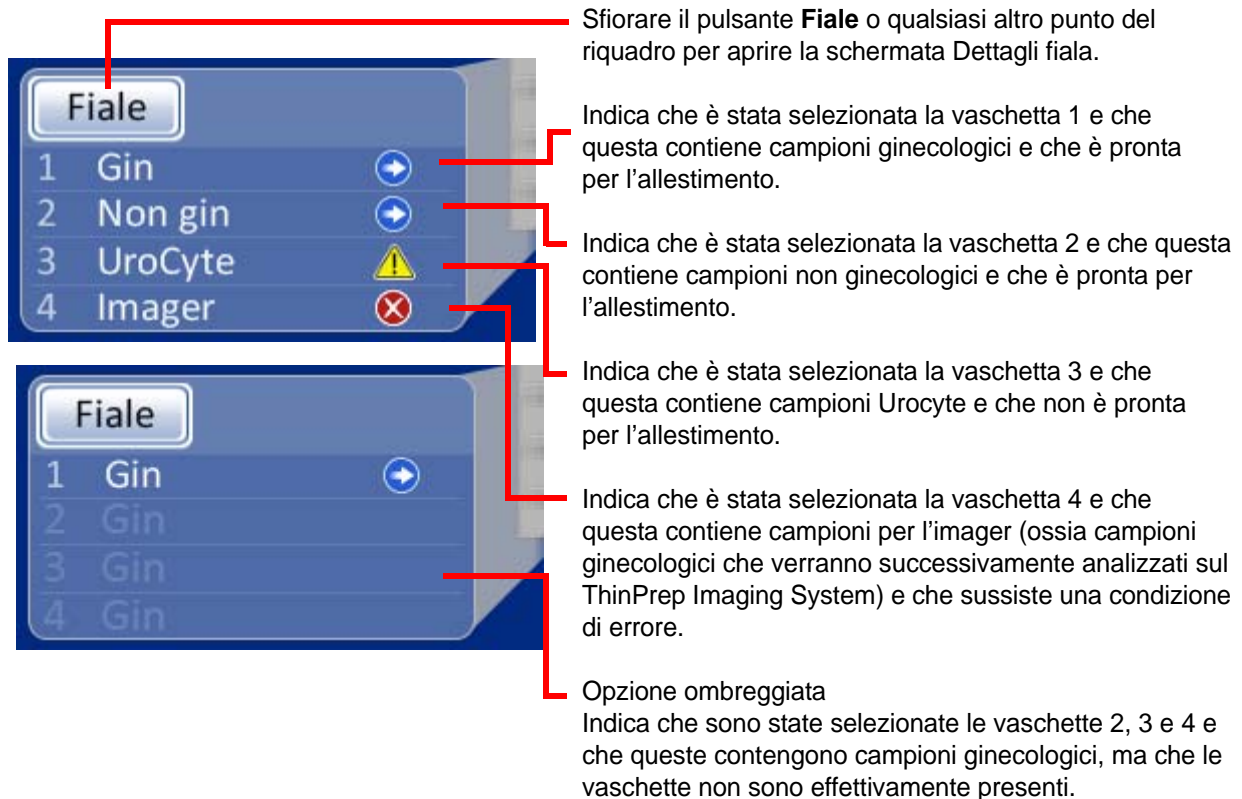 Sfiorare il pulsante Fiale o qualsiasi altro punto del
riquadro per aprire la schermata Dettagli fiala.
Fiale
1 Gin
2 Non gin
3 UroCyte
4 Imager
Indica che è stata selezionata la vaschetta 1 e che
questa contiene campioni ginecologici e che è pronta
per l'allestimento.
Indica che è stata selezionata la vaschetta 2 e che questa
contiene campioni non ginecologici e che è pronta per
l'allestimento.
Indica che è stata selezionata la vaschetta 3 e che
questa contiene campioni Urocyte e che non è pronta
per l'allestimento.
Fiale
1 Gin
2 Gin
3 Gin
4 Gin
Indica che è stata selezionata la vaschetta 4 e che
questa contiene campioni per l'imager (ossia campioni
ginecologici che verranno successivamente analizzati sul
ThinPrep Imaging System) e che sussiste una condizione
di errore.
Opzione ombreggiata
Indica che sono state selezionate le vaschette 2, 3 e 4 e
che queste contengono campioni ginecologici, ma che le
vaschette non sono effettivamente presenti.